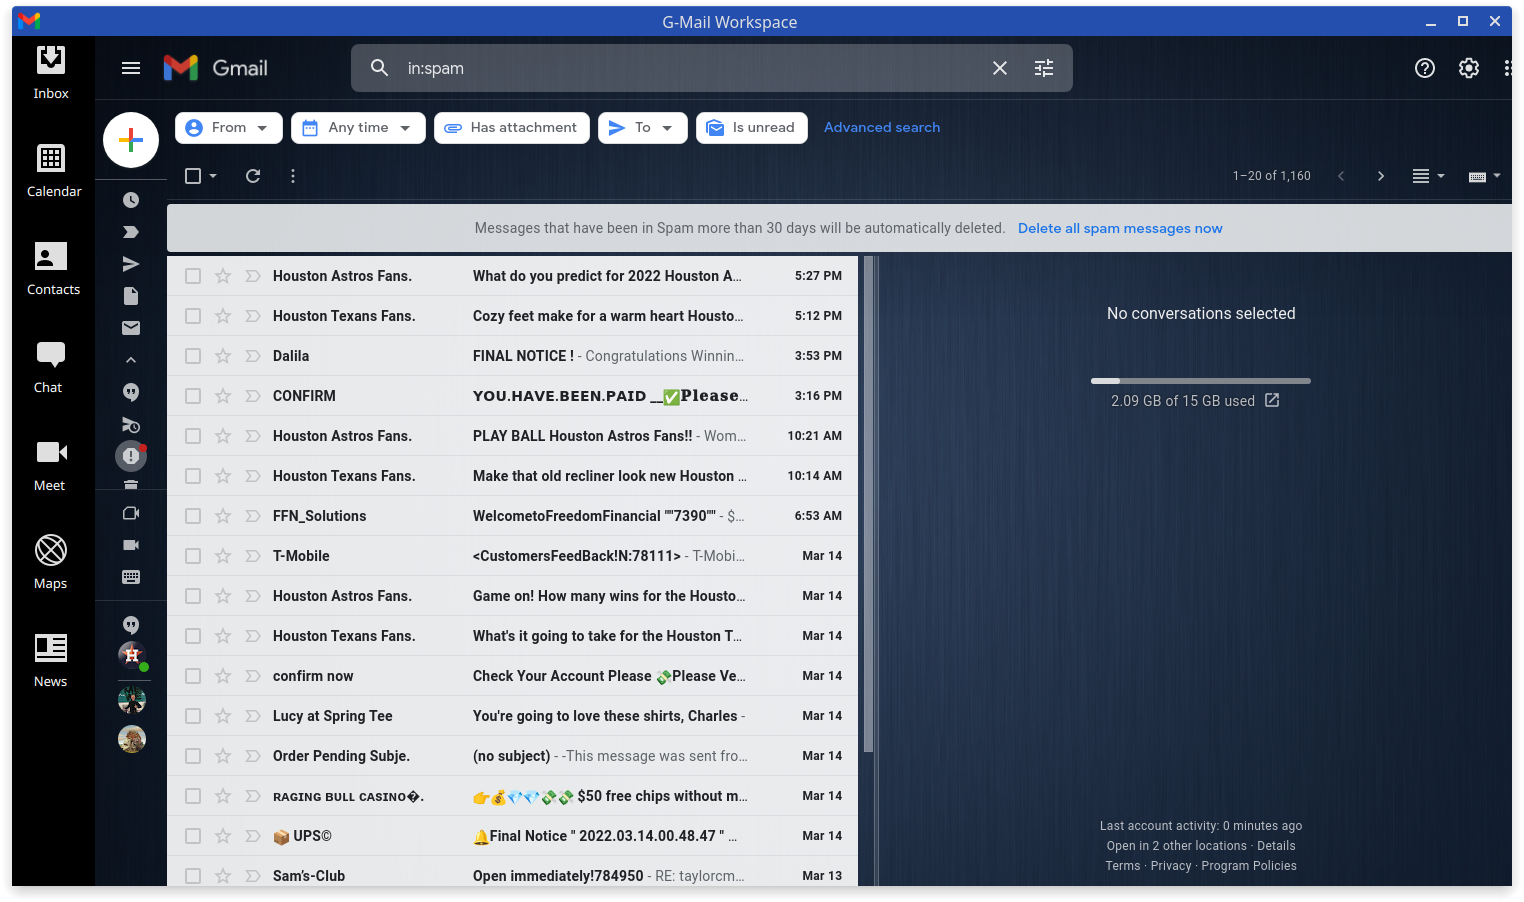 G-Mail Workspace
Inbox
Calendar
Contacts
Chat
Meet
Maps
News
Gmail
in:spam
From
Any time
Has attachment
To
Is unread
Advanced search
1–20 of 1,160
Messages that have been in Spam more than 30 days will be automatically deleted. Delete all spam messages now
Houston Astros Fans. What do you predict for 2022 Houston A… 5:27 PM
Houston Texans Fans. Cozy feet make for a warm heart Housto… 5:12 PM
Dalila FINAL NOTICE ! - Congratulations Winnin… 3:53 PM
CONFIRM YOU.HAVE.BEEN.PAID __✅𝐏𝐥𝐞𝐚𝐬𝐞… 3:16 PM
Houston Astros Fans. PLAY BALL Houston Astros Fans!! - Wom… 10:21 AM
Houston Texans Fans. Make that old recliner look new Houston … 10:14 AM
FFN_Solutions WelcometoFreedomFinancial ""7390"" - $… 6:53 AM
T-Mobile <CustomersFeedBack!N:78111> - T-Mobi… Mar 14
Houston Astros Fans. Game on! How many wins for the Housto… Mar 14
Houston Texans Fans. What's it going to take for the Houston T… Mar 14
confirm now Check Your Account Please 💸Please Ve… Mar 14
Lucy at Spring Tee You're going to love these shirts, Charles - Mar 14
Order Pending Subje. (no subject) - -This message was sent fro… Mar 14
ʀᴀɢɪɴɢ ʙᴜʟʟ ᴄᴀsɪɴᴏ�. 👉💰💎💎💸💸 $50 free chips without m… Mar 14
📦 UPS© 🔔Final Notice " 2022.03.14.00.48.47 " … Mar 14
Sam's-Club Open immediately!784950 - RE: taylorcm… Mar 13
No conversations selected
2.09 GB of 15 GB used
Last account activity: 0 minutes ago
Open in 2 other locations · Details
Terms · Privacy · Program Policies